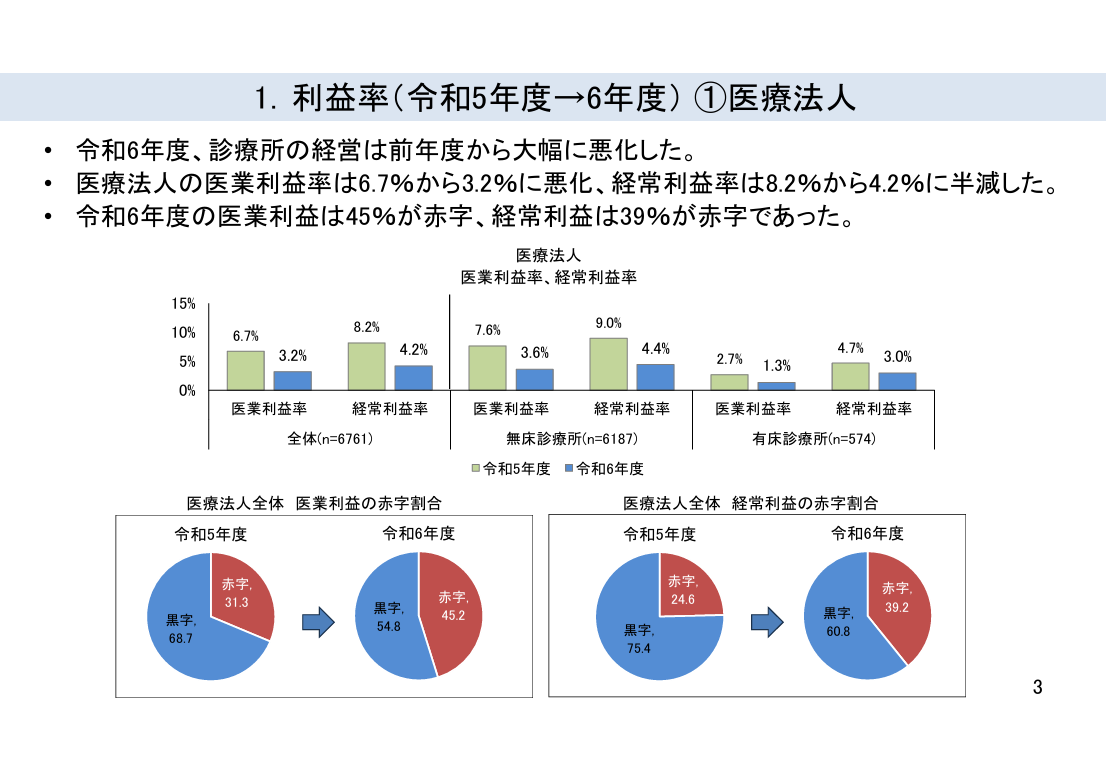 1. 利益率(令和5年度→6年度) ①医療法人
• 令和6年度、診療所の経営は前年度から大幅に悪化した。
• 医療法人の医業利益率は6.7%から3.2%に悪化、経常利益率は8.2%から4.2%に半減した。
• 令和6年度の医業利益は45%が赤字、経常利益は39%が赤字であった。
医療法人
医業利益率、経常利益率
15%
10%
5%
0%
6.7%
3.2%
8.2%
4.2%
7.6%
3.6%
9.0%
4.4%
2.7%
1.3%
4.7%
3.0%
医業利益率
経常利益率
医業利益率
経常利益率
医業利益率
経常利益率
全体(n=6761)
無床診療所(n=6187)
有床診療所(n=574)
令和5年度
令和6年度
医療法人全体 医業利益の赤字割合
令和5年度
令和6年度
赤字,
31.3
黒字,
68.7
赤字,
45.2
黒字,
54.8
医療法人全体 経常利益の赤字割合
令和5年度
令和6年度
赤字,
24.6
黒字,
75.4
赤字,
39.2
黒字,
60.8
3